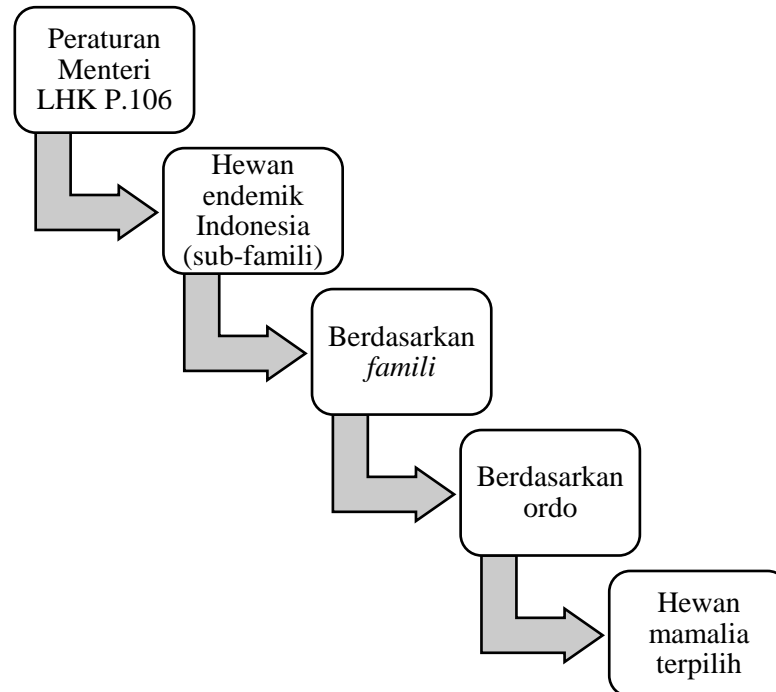 Peraturan
Menteri
LHK P.106
Hewan
endemik
Indonesia
(sub-famili)
Berdasarkan
famili
Berdasarkan
ordo
Hewan
mamalia
terpilih